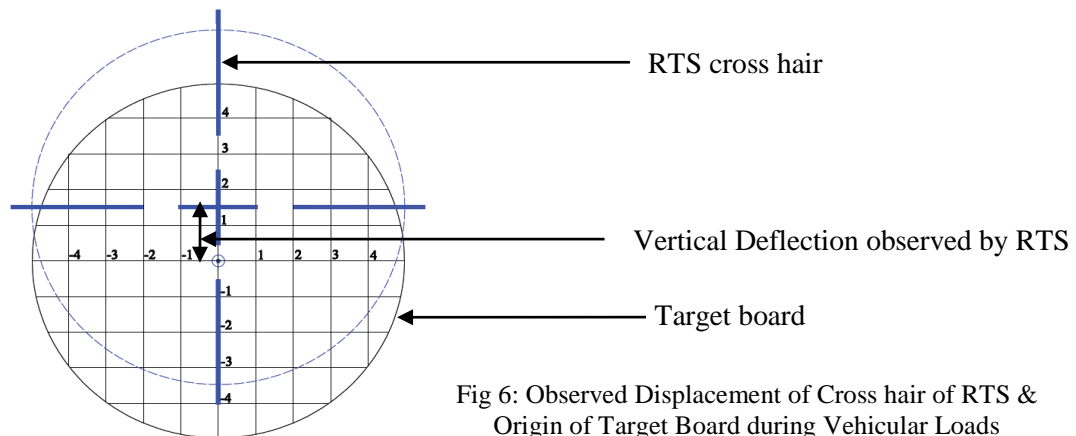 RTS cross hair
4
3
2
1
-4 -3 -2 -1 1 2 3 4
Vertical Deflection observed by RTS
-1
Target board
-2
-3
-4
Fig 6: Observed Displacement of Cross hair of RTS &
Origin of Target Board during Vehicular Loads